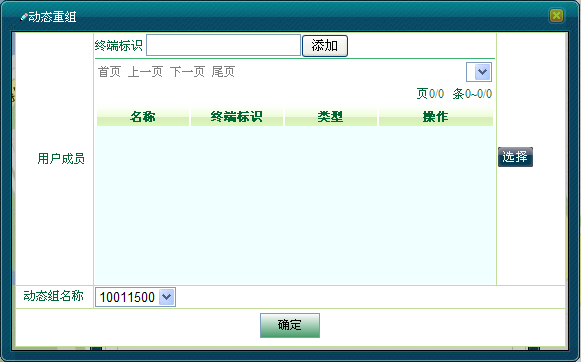 动态重组
终端标识 添加
首页 上一页 下一页 尾页
页0/0 条0~0/0
名称 终端标识 类型 操作
用户成员
选择
动态组名称 10011500
确定